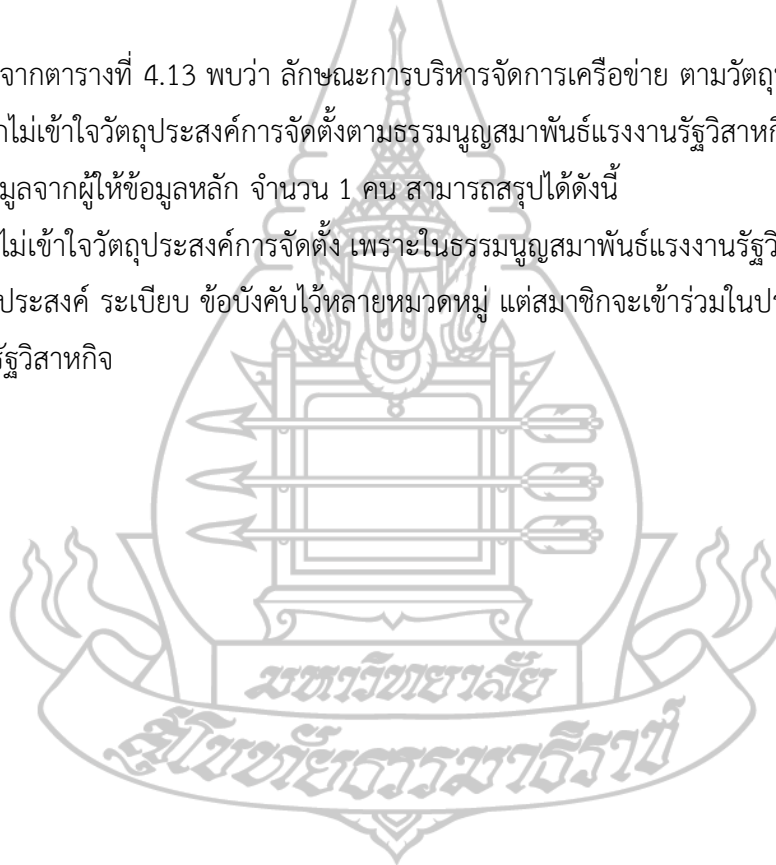 จากตารางที่ 4.13 พบว่า ลักษณะการบริหารจัดการเครือข่าย ตามวัตถุ
ไม่เข้าใจวัตถุประสงค์การจัดตั้งตามธรรมนูญสมาพันธ์แรงงานรัฐวิสาหกิ
มูลจากผู้ให้ข้อมูลหลัก จำนวน 1 คน สามารถสรุปได้ดังนี้
ไม่เข้าใจวัตถุประสงค์การจัดตั้ง เพราะในธรรมนูญสมาพันธ์แรงงานรัฐวิ
ประสงค์ ระเบียบ ข้อบังคับไว้หลายหมวดหมู่ แต่สมาชิกจะเข้าร่วมในป
รัฐวิสาหกิจ
มหาวิทยาลัย
สุโขทัยธรรมาธิราช